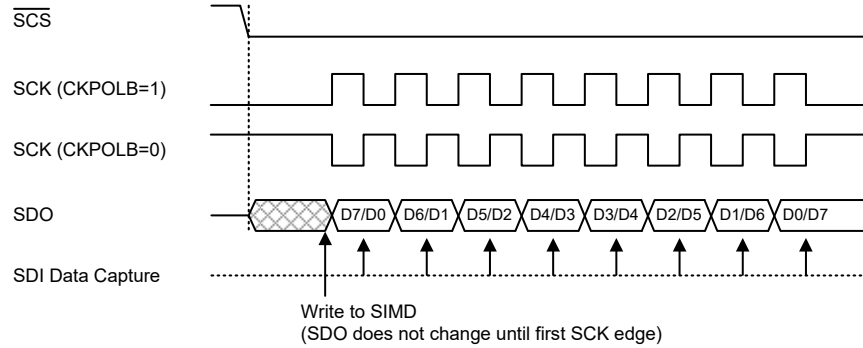 SCS
SCK (CKPOLB=1)
SCK (CKPOLB=0)
SDO
D7/D0 D6/D1 D5/D2 D4/D3 D3/D4 D2/D5 D1/D6 D0/D7
SDI Data Capture
Write to SIMD
(SDO does not change until first SCK edge)